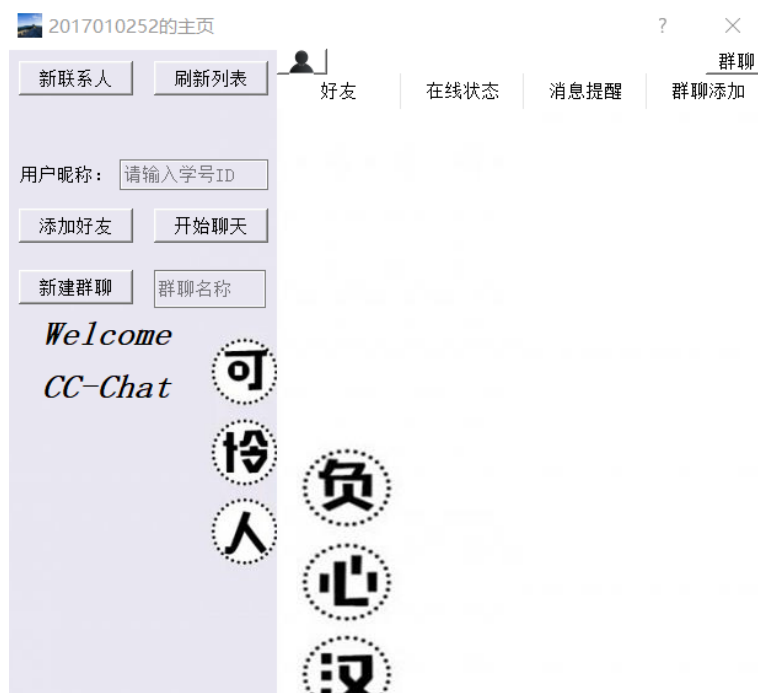 2017010252的主页
新联系人 刷新列表
群聊
好友 在线状态 消息提醒 群聊添加
用户昵称： 请输入学号ID
添加好友 开始聊天
新建群聊 群聊名称
Welcome
CC-Chat
可
怜
人
负
心
汉